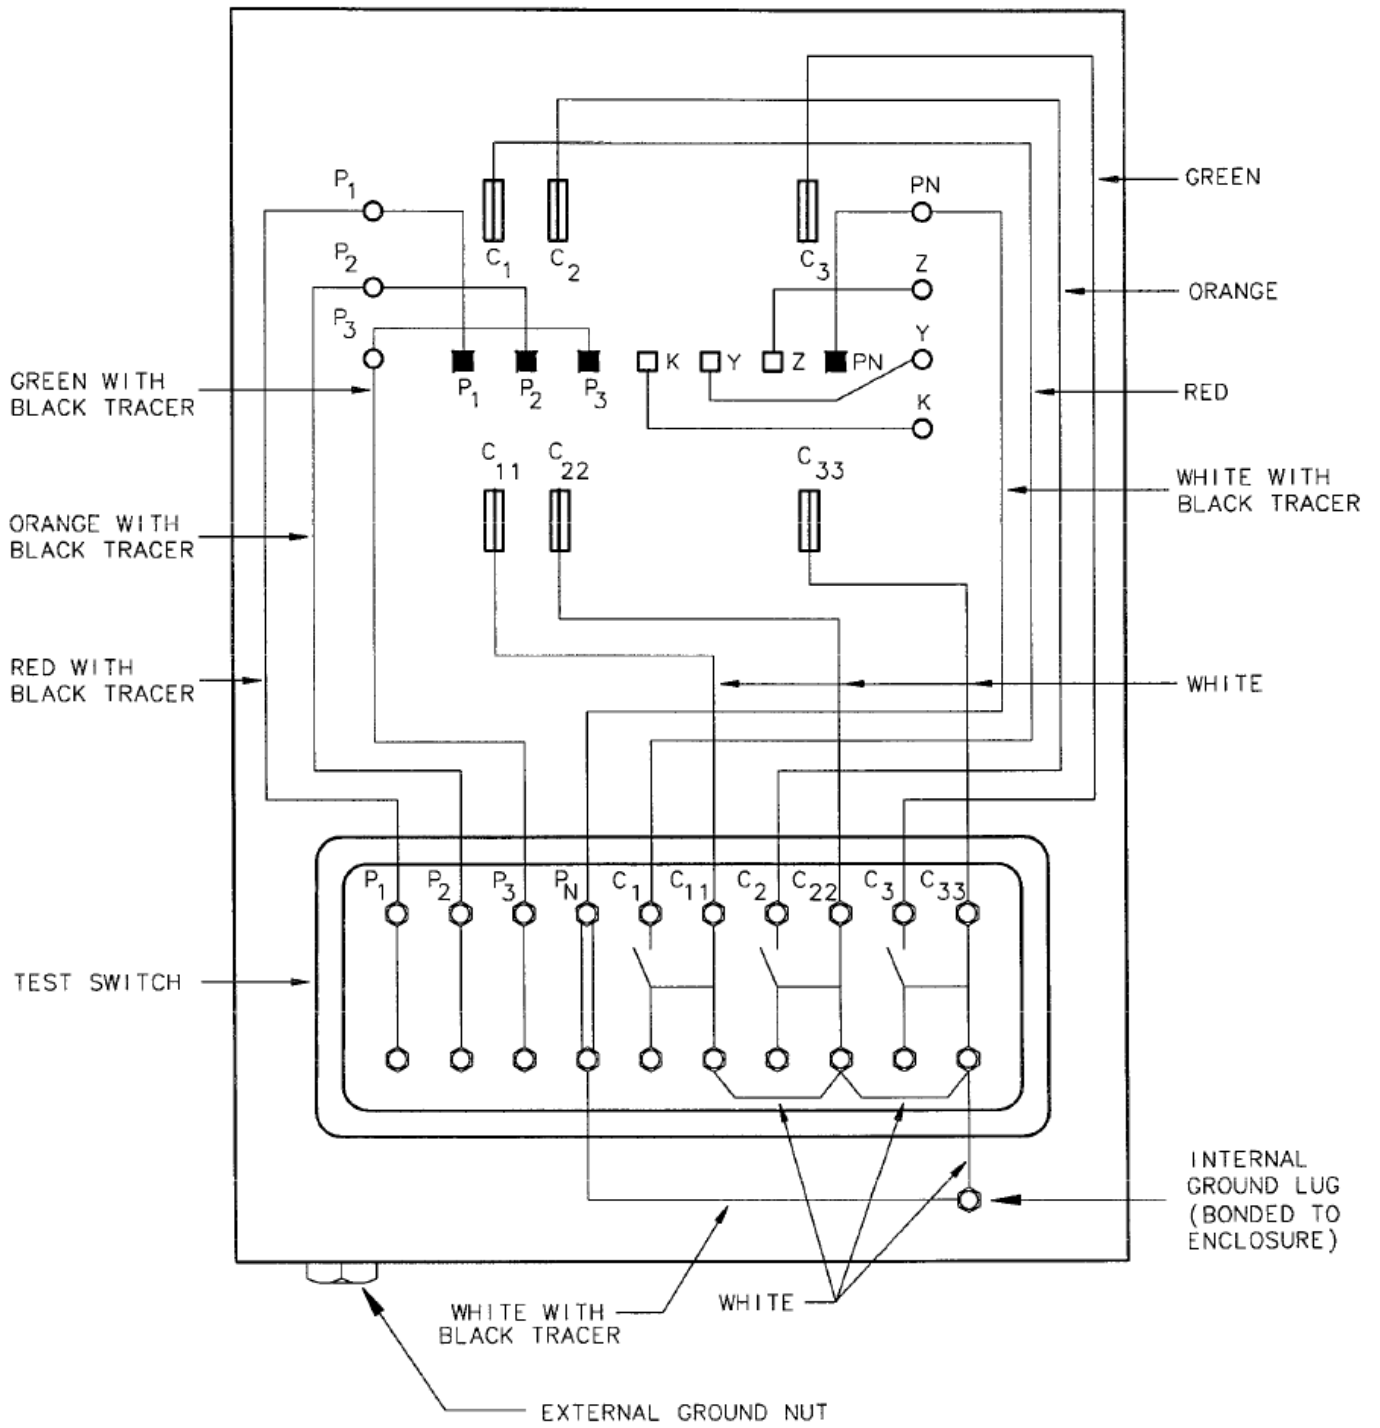 GREEN
P1
PN
C1
C2
C3
P2
Z
ORANGE
P3
Y
K
Y
Z
PN
P1
P2
P3
GREEN WITH
BLACK TRACER
RED
K
C11
C22
C33
WHITE WITH
BLACK TRACER
ORANGE WITH
BLACK TRACER
RED WITH
BLACK TRACER
WHITE
P1 P2 P3 PN C1 C11 C2 C22 C3 C33
TEST SWITCH
INTERNAL
GROUND LUG
(BONDED TO
ENCLOSURE)
WHITE WITH
BLACK TRACER
WHITE
EXTERNAL GROUND NUT